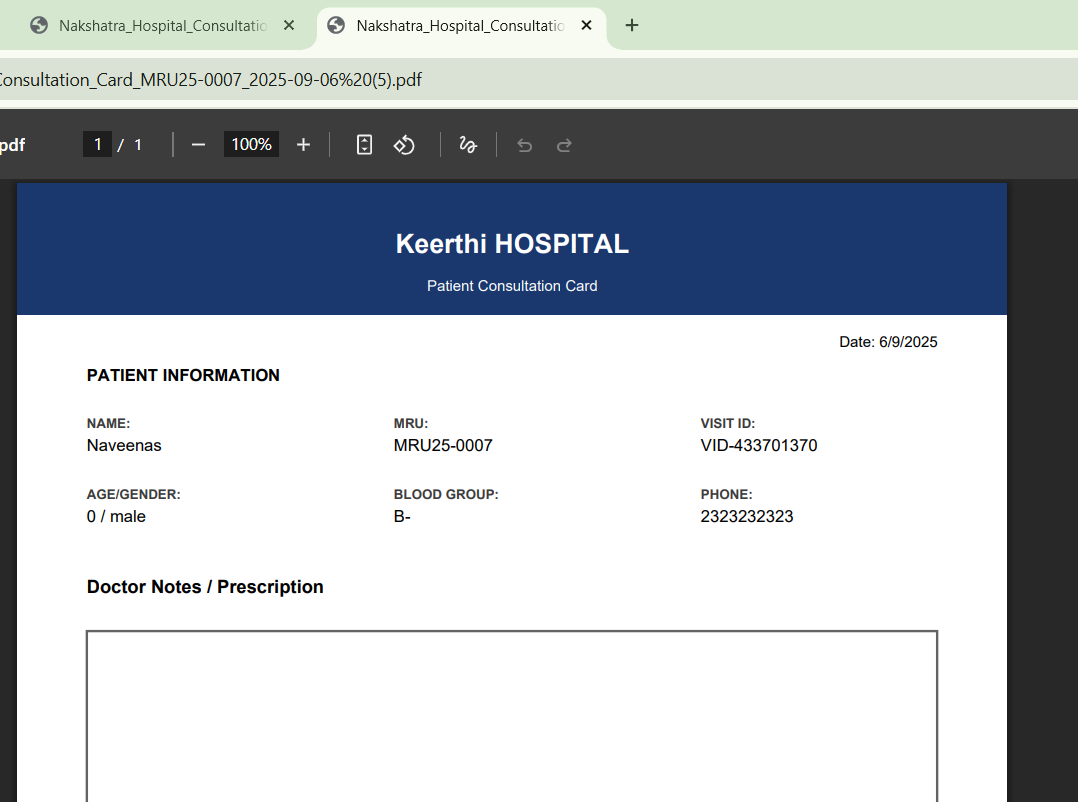 Nakshatra_Hospital_Consultatio
Nakshatra_Hospital_Consultatio
Consultation_Card_MRU25-0007_2025-09-06%20(5).pdf
pdf
1 / 1
100%
Keerthi HOSPITAL
Patient Consultation Card
Date: 6/9/2025
PATIENT INFORMATION
NAME: MRU: VISIT ID:
Naveenas MRU25-0007 VID-433701370
AGE/GENDER: BLOOD GROUP: PHONE:
0 / male B- 2323232323
Doctor Notes / Prescription